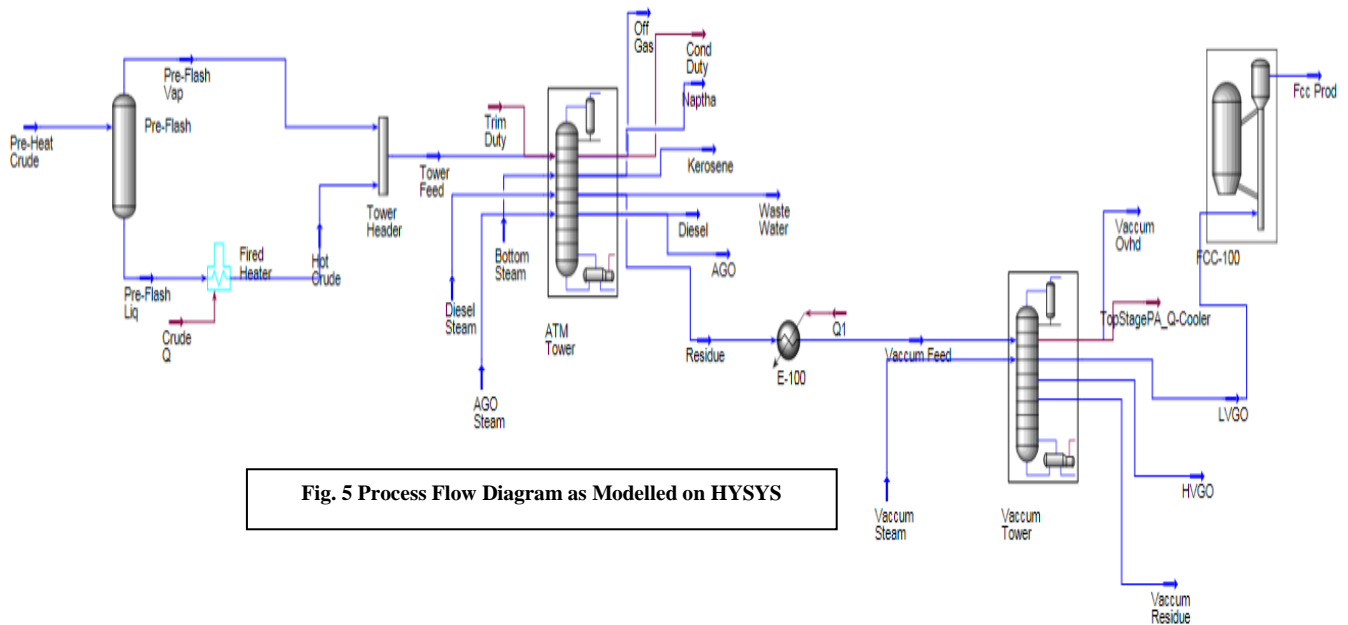 Off
Gas
Cond
Duty
Pre-Flash
Vap
Fcc Prod
Naptha
Pre-Flash
Trim
Duty
Pre-Heat
Crude
Kerosene
Tower
Feed
Waste
Water
Tower
Header
Diesel
Vaccum
Ovhd
Bottom
Steam
Fired
Heater
Hot
Crude
AGO
FCC-100
Pre-Flash
Liq
Diesel
Steam
TopStagePA_Q-Cooler
Crude
Q
ATM
Tower
Q1
Residue
Vaccum Feed
E-100
AGO
Steam
LVGO
Fig. 5 Process Flow Diagram as Modelled on HYSYS
HVGO
Vaccum
Steam
Vaccum
Tower
Vaccum
Residue